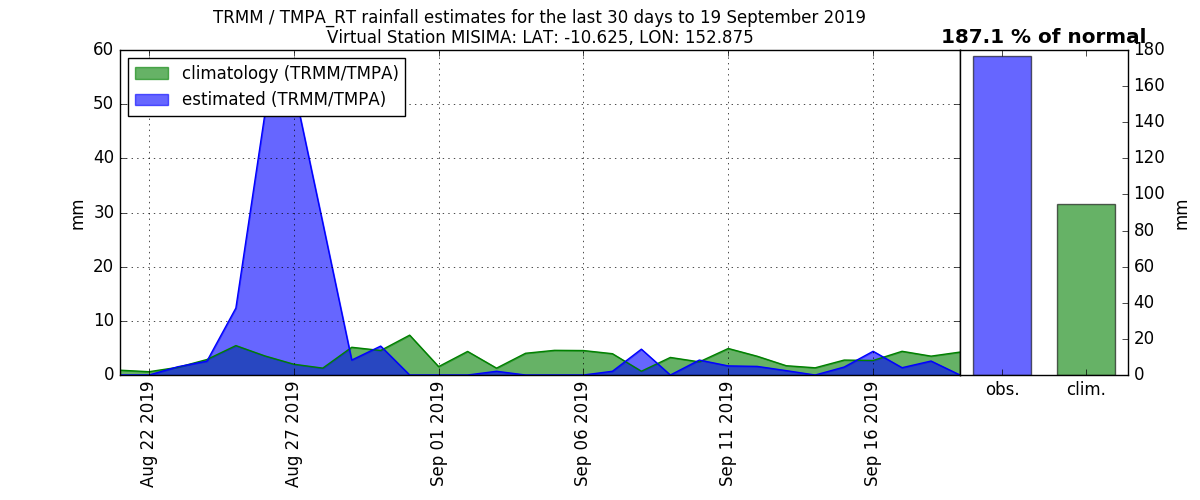 TRMM / TMPA_RT rainfall estimates for the last 30 days to 19 September 2019
Virtual Station MISIMA: LAT: -10.625, LON: 152.875
187.1 % of normal
climatology (TRMM/TMPA)
estimated (TRMM/TMPA)
60
50
40
30
20
10
0
mm
Aug 22 2019
Aug 27 2019
Sep 01 2019
Sep 06 2019
Sep 11 2019
Sep 16 2019
obs.
clim.
180
160
140
120
100
80
60
40
20
0
mm